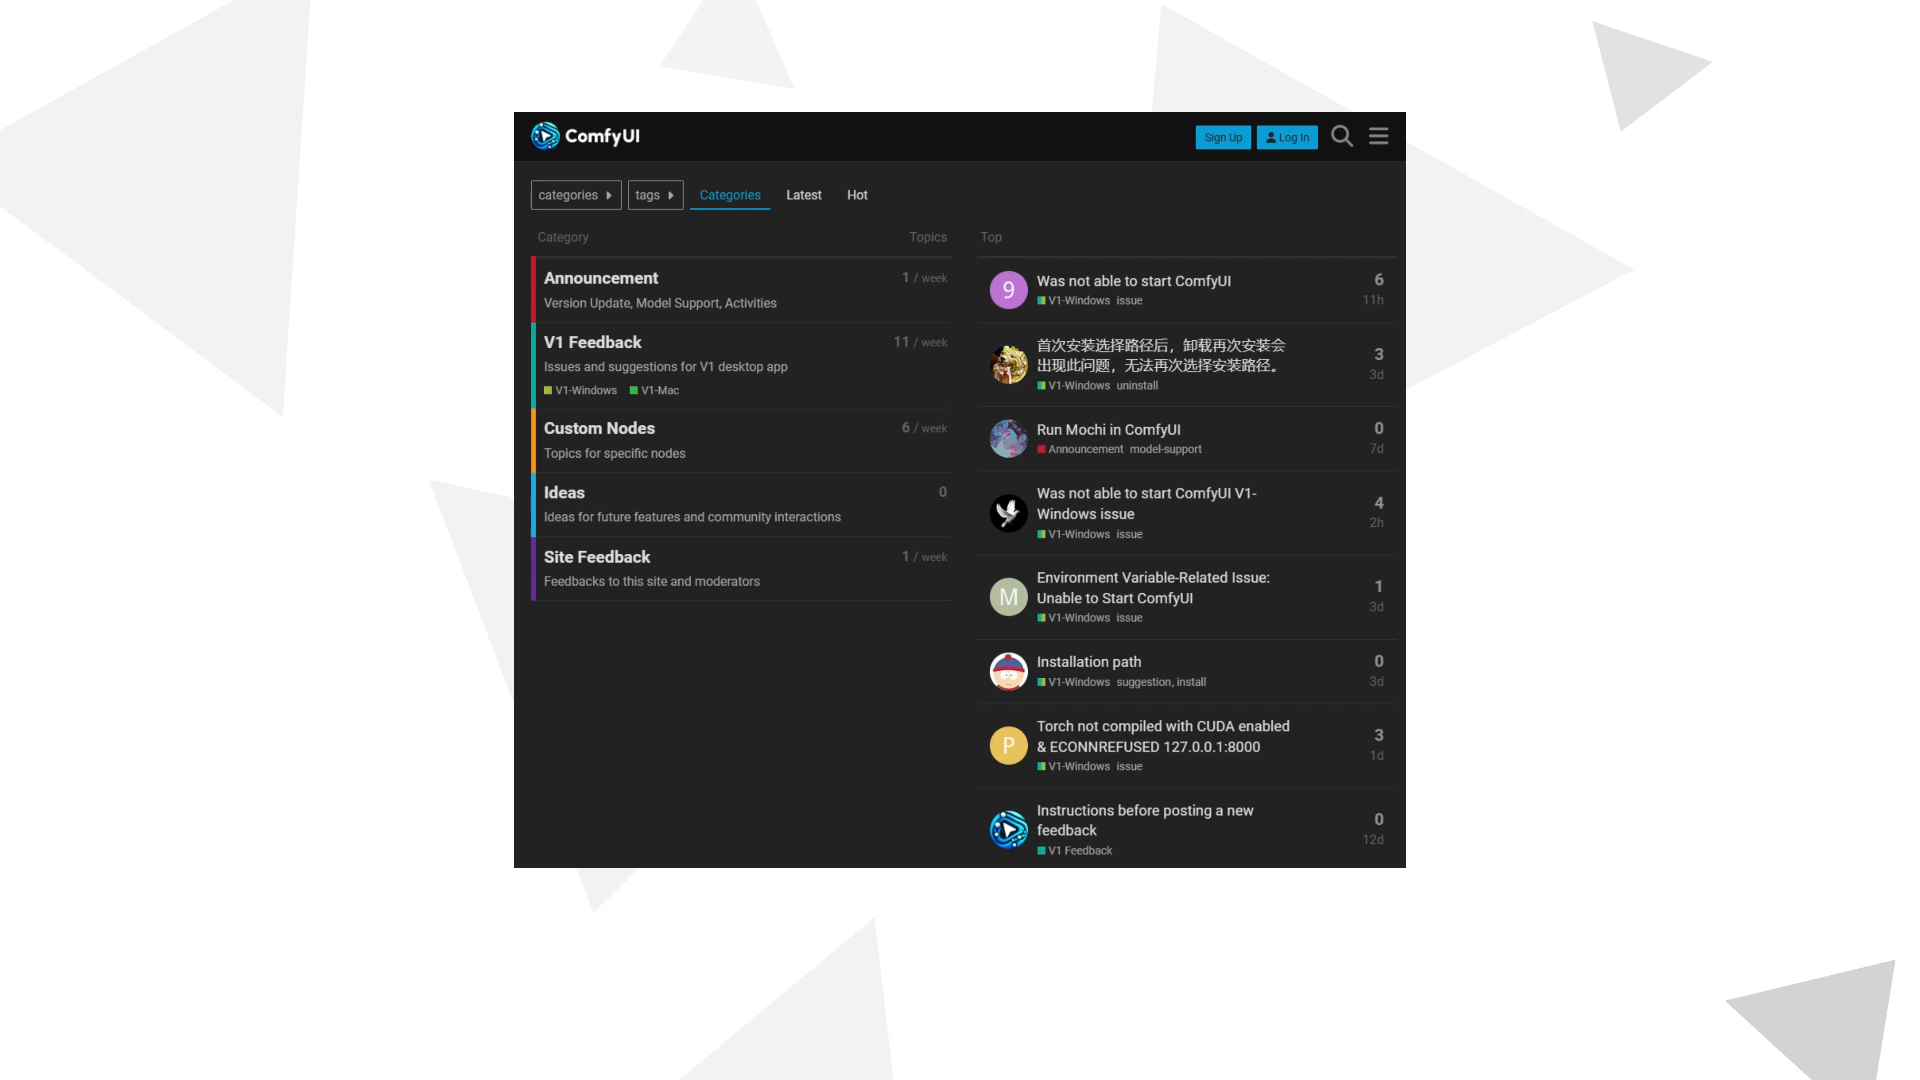 ComfyUI
Sign Up
Log In
categories
tags
Categories
Latest
Hot
Category
Topics
Announcement
1 / week
Version Update, Model Support, Activities
V1 Feedback
11 / week
Issues and suggestions for V1 desktop app
V1-Windows V1-Mac
Custom Nodes
6 / week
Topics for specific nodes
Ideas
0
Ideas for future features and community interactions
Site Feedback
1 / week
Feedbacks to this site and moderators
Top
9
Was not able to start ComfyUI
V1-Windows issue
6
11h
首次安装选择路径后，卸载再次安装会
出现此问题，无法再次选择安装路径。
V1-Windows uninstall
3
3d
Run Mochi in ComfyUI
Announcement model-support
0
7d
Was not able to start ComfyUI V1-
Windows issue
V1-Windows issue
4
2h
M
Environment Variable-Related Issue:
Unable to Start ComfyUI
V1-Windows issue
1
3d
Installation path
V1-Windows suggestion, install
0
3d
P
Torch not compiled with CUDA enabled
& ECONNREFUSED 127.0.0.1:8000
V1-Windows issue
3
1d
Instructions before posting a new
feedback
V1 Feedback
0
12d